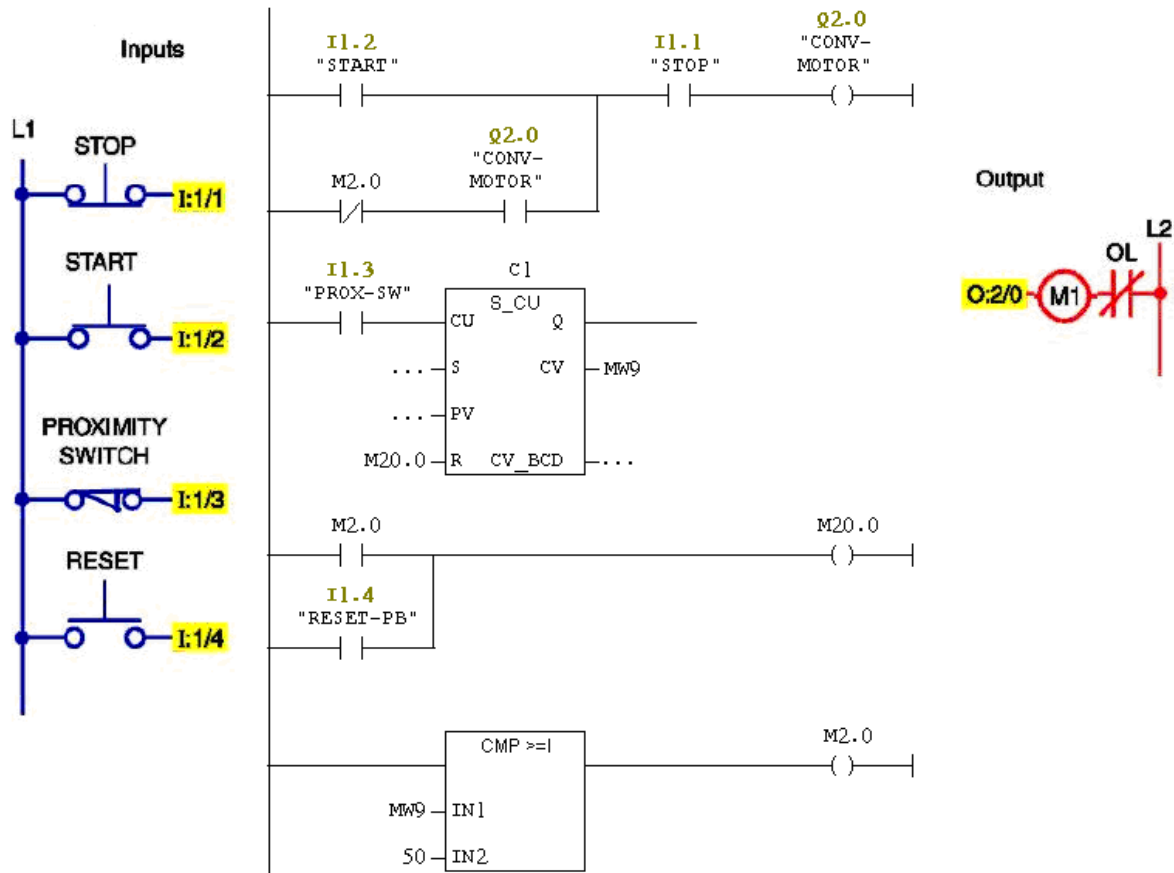 Inputs
L1
STOP
I:1/1
START
I:1/2
PROXIMITY
SWITCH
I:1/3
RESET
I:1/4
I1.2
"START"
I1.1
"STOP"
Q2.0
"CONV-
MOTOR"
M2.0
Q2.0
"CONV-
MOTOR"
I1.3
"PROX-SW"
C1
S_CU
CU
Q
... S
CV
MW9
... PV
M20.0
R
CV_BCD
...
M2.0
M20.0
I1.4
"RESET-PB"
CMP >=I
M2.0
MW9
IN1
50
IN2
Output
L2
OL
O:2/0
M1